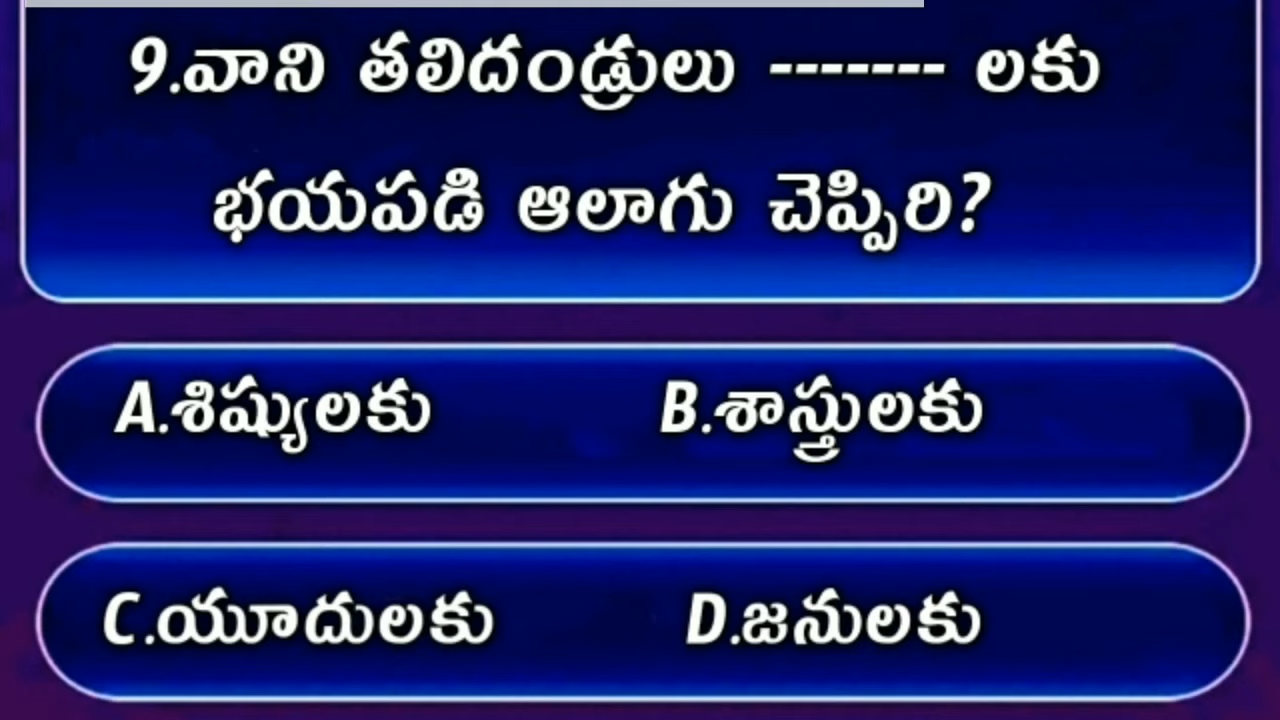 9.వాని తలిదండ్రులు ------- లకు
భయపడి ఆలాగు చెప్పిరి?
A.శిష్యులకు B.శాస్త్రులకు
C.యూదులకు D.జనులకు